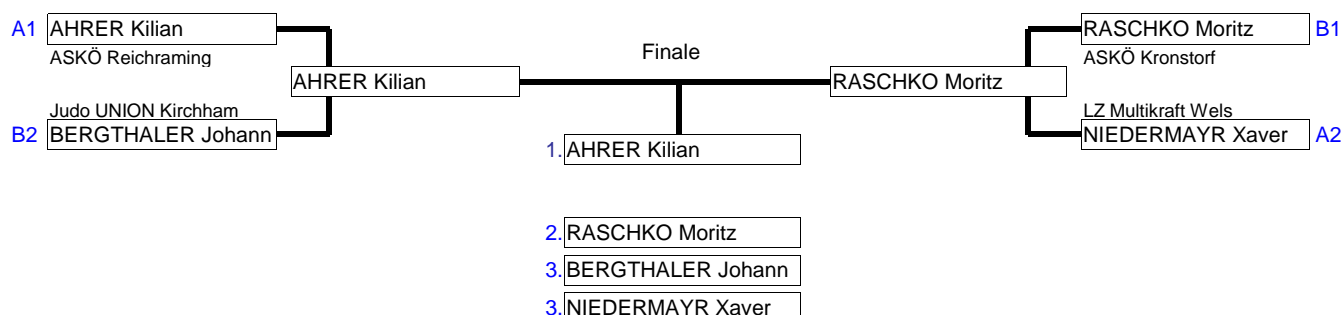 A1 AHRER Kilian
ASKÖ Reichraming
AHRER Kilian
Judo UNION Kirchham
B2 BERGTHALER Johann
Finale
RASCHKO Moritz B1
ASKÖ Kronstorf
RASCHKO Moritz
LZ Multikraft Wels
NIEDERMAYR Xaver A2
1. AHRER Kilian
2. RASCHKO Moritz
3. BERGTHALER Johann
3. NIEDERMAYR Xaver